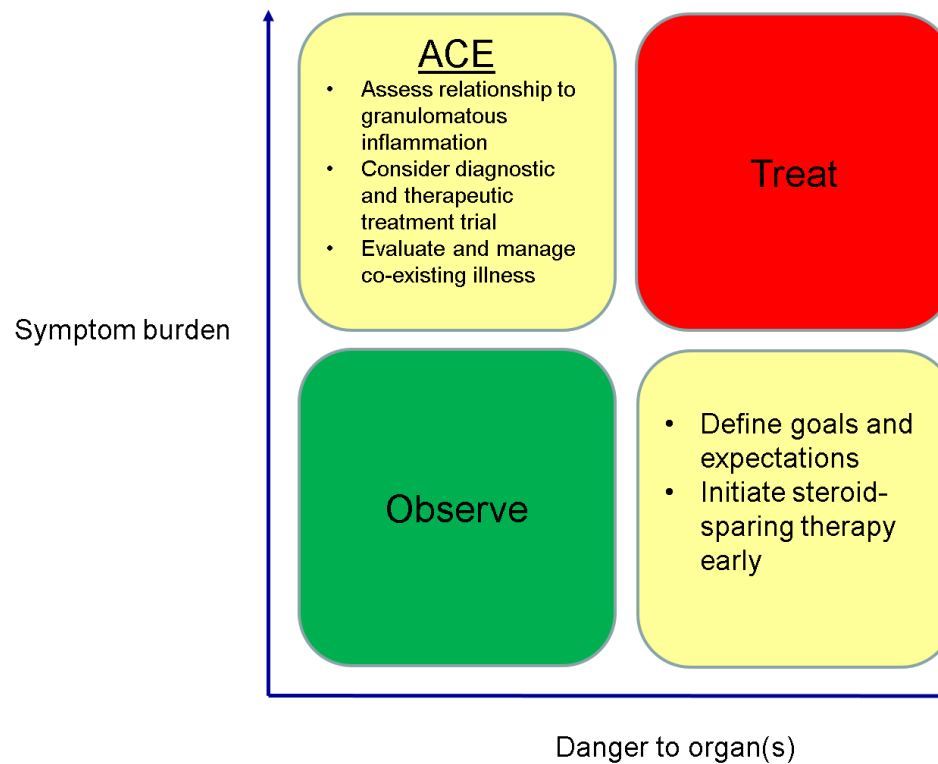 ACE
• Assess relationship to
granulomatous
inflammation
• Consider diagnostic
and therapeutic
treatment trial
• Evaluate and manage
co-existing illness
Treat
Symptom burden
Observe
• Define goals and
expectations
• Initiate steroid-
sparing therapy
early
Danger to organ(s)